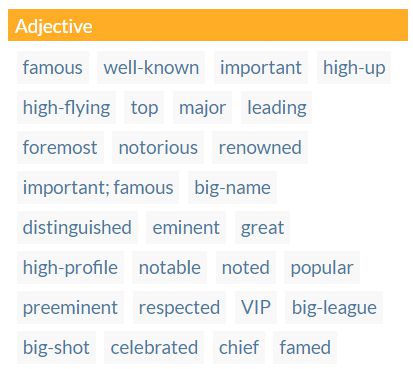 Adjective
famous well-known important high-up
high-flying top major leading
foremost notorious renowned
important; famous big-name
distinguished eminent great
high-profile notable noted popular
preeminent respected VIP big-league
big-shot celebrated chief famed